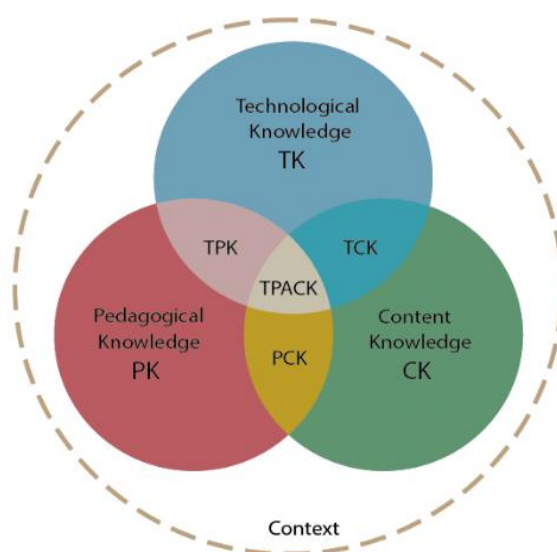 Technological
Knowledge
TK
TPK
TCK
TPACK
Pedagogical
Knowledge
PK
PCK
Content
Knowledge
CK
Context